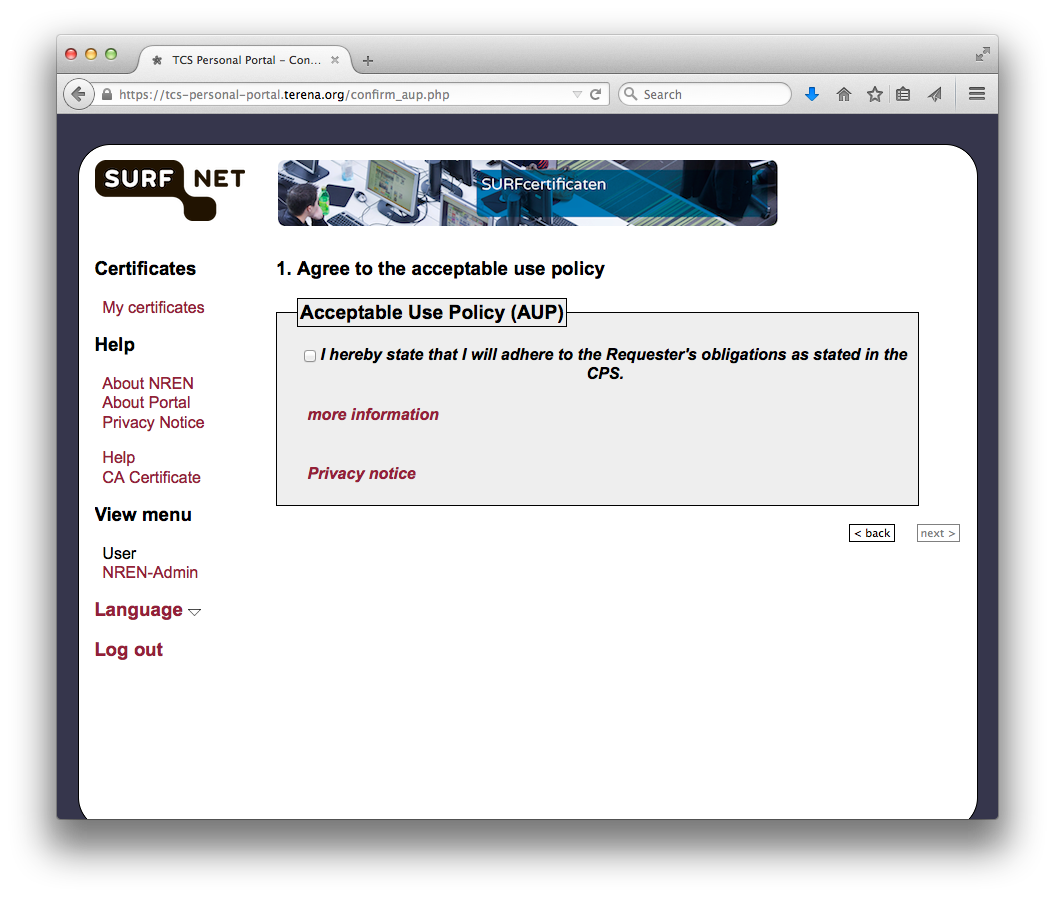 TCS Personal Portal – Con...
https://tcs-personal-portal.terena.org/confirm_aup.php
Search
SURF NET
SURFcertificaten
Certificates
My certificates
Help
About NREN
About Portal
Privacy Notice
Help
CA Certificate
View menu
User
NREN-Admin
Language
Log out
1. Agree to the acceptable use policy
Acceptable Use Policy (AUP)
I hereby state that I will adhere to the Requester's obligations as stated in the
CPS.
more information
Privacy notice
< back
next >